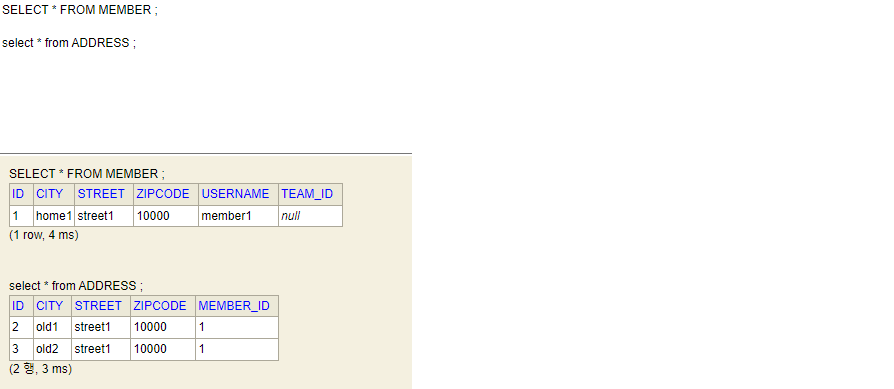 SELECT * FROM MEMBER ;
select * from ADDRESS ;
SELECT * FROM MEMBER ;
ID CITY STREET ZIPCODE USERNAME TEAM_ID
1 home1 street1 10000 member1 null
(1 row, 4 ms)
select * from ADDRESS ;
ID CITY STREET ZIPCODE MEMBER_ID
2 old1 street1 10000 1
3 old2 street1 10000 1
(2 행, 3 ms)